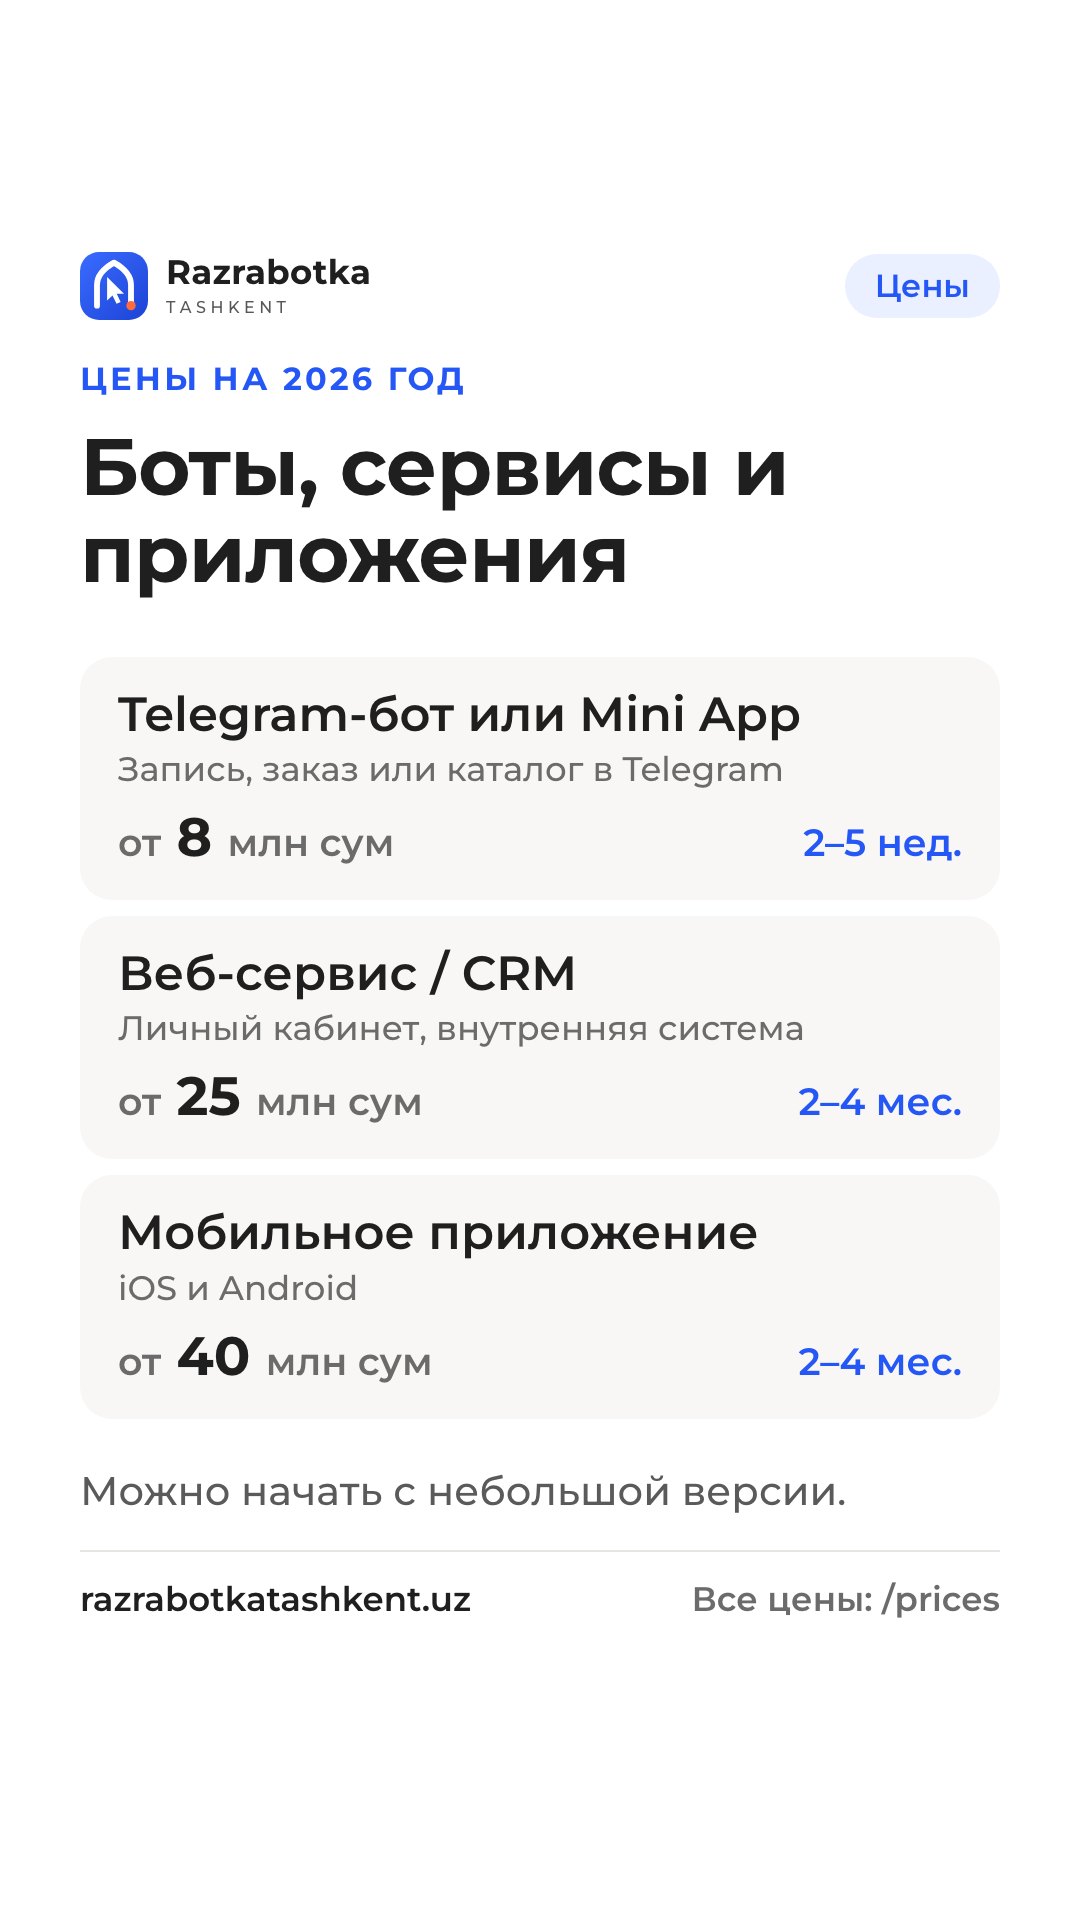 Razrabotka
TASHKENT
Цены
ЦЕНЫ НА 2026 ГОД
Боты, сервисы и
приложения
Telegram-бот или Mini App
Запись, заказ или каталог в Telegram
от 8 млн сум
2–5 нед.
Веб-сервис / CRM
Личный кабинет, внутренняя система
от 25 млн сум
2–4 мес.
Мобильное приложение
iOS и Android
от 40 млн сум
2–4 мес.
Можно начать с небольшой версии.
razrabotkatashkent.uz
Все цены: /prices